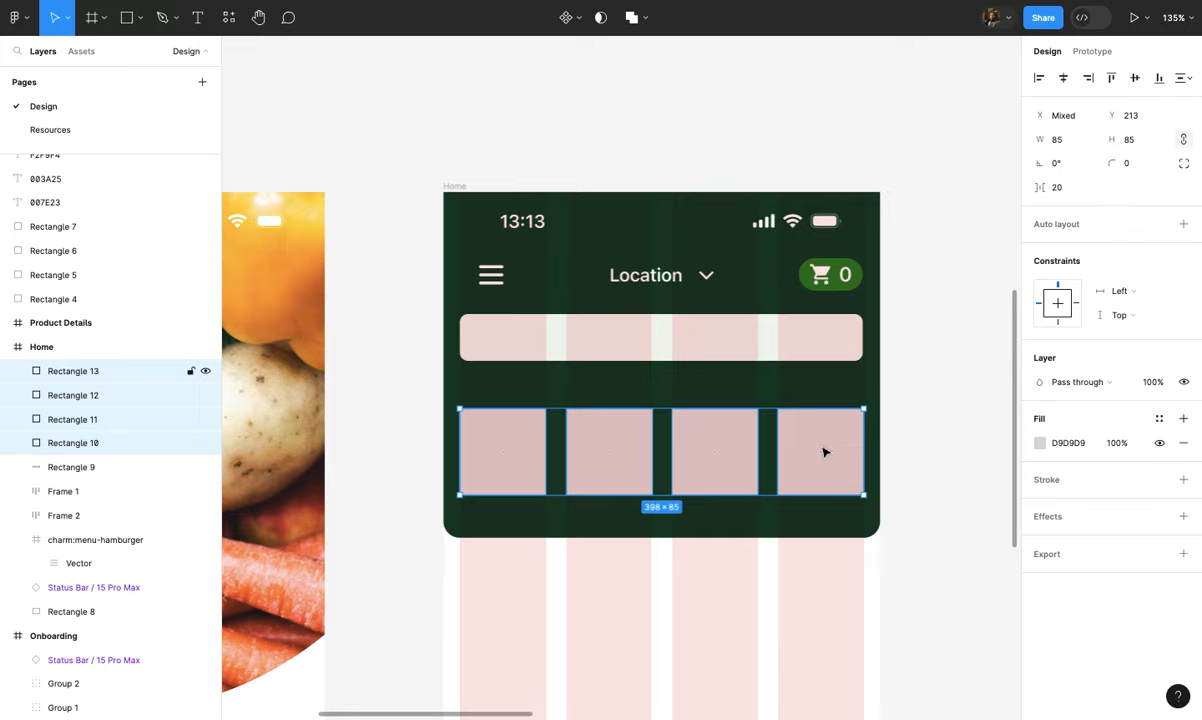 Share
135%
Layers
Assets
Design
Pages
Design
Resources
F2F9F4
003A25
007E23
Rectangle 7
Rectangle 6
Rectangle 5
Rectangle 4
Product Details
Home
Rectangle 13
Rectangle 12
Rectangle 11
Rectangle 10
Rectangle 9
Frame 1
Frame 2
charm:menu-hamburger
Vector
Status Bar / 15 Pro Max
Rectangle 8
Onboarding
Status Bar / 15 Pro Max
Group 2
Group 1
Home
13:13
Location
0
398 × 85
Design
Prototype
X Mixed Y 213
W 85 H 85
0° 0
20
Auto layout
Constraints
Left
Top
Layer
Pass through 100%
Fill
D9D9D9 100%
Stroke
Effects
Export
?